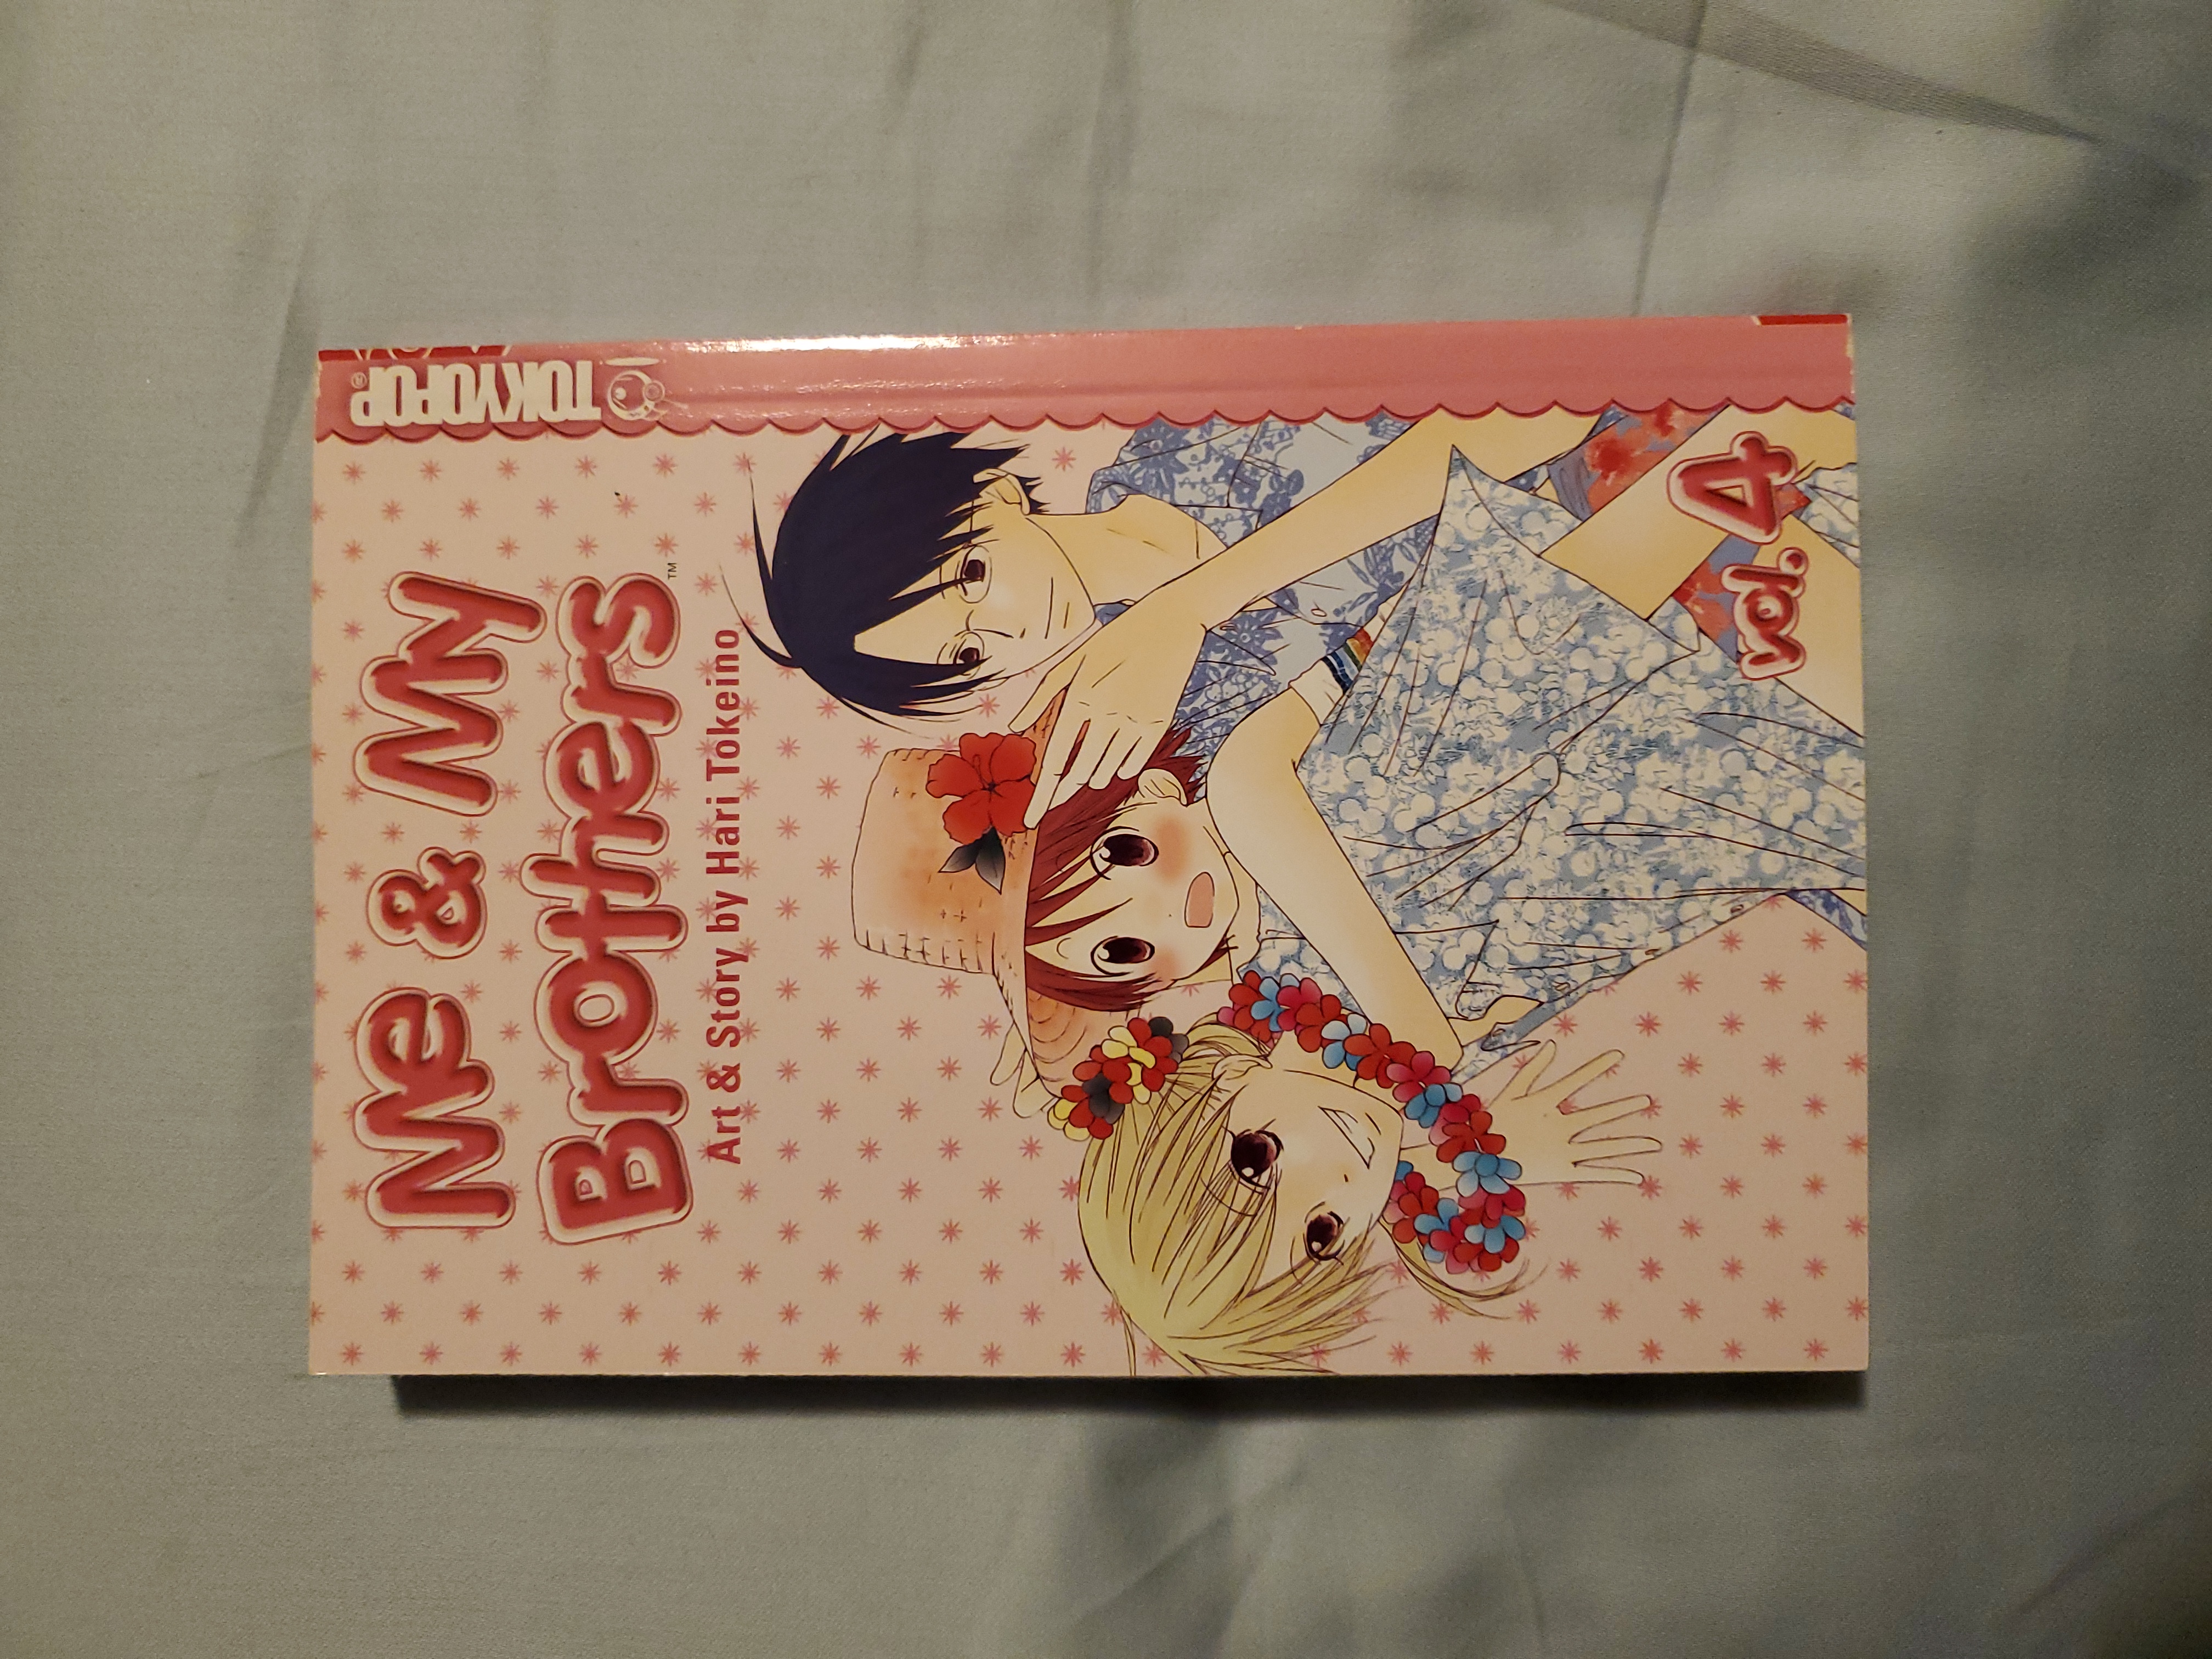 Me & My
Brothers™
Art & Story by Hari Tokeino
vol. 4
TOKYOPOP®